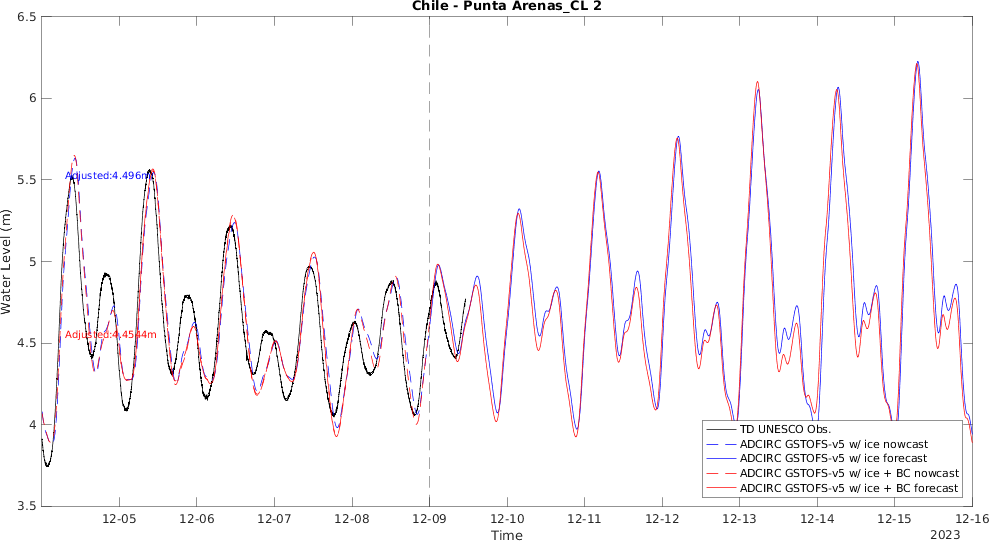 Chile - Punta Arenas_CL 2
6.5
6
5.5
5
4.5
4
3.5
Water Level (m)
Adjusted:4.496m
Adjusted:4.4544m
TD UNESCO Obs.
ADCIRC GSTOFS-v5 w/ ice nowcast
ADCIRC GSTOFS-v5 w/ ice forecast
ADCIRC GSTOFS-v5 w/ ice + BC nowcast
ADCIRC GSTOFS-v5 w/ ice + BC forecast
12-05 12-06 12-07 12-08 12-09 12-10 12-11 12-12 12-13 12-14 12-15 12-16
Time
2023